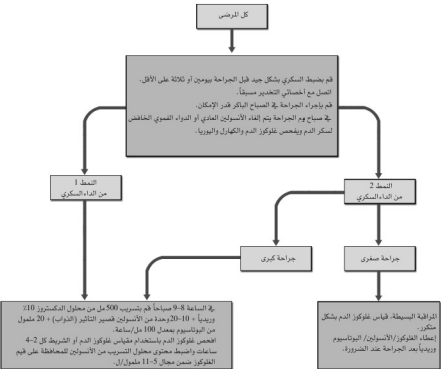 كل المرضى
قم بضبط السكري بشكل جيد قبل الجراحة بيومين أو ثلاثة على الأقل.
اتصل مع أخصائي التخدير مسبقاً.
قم بإجراء الجراحة في الصباح الباكر قدر الإمكان.
في صباح يوم الجراحة يتم إلغاء الأنسولين العادي أو الدواء الفموي الخافض
لسكر الدم ويفحص غلوكوز الدم والكهارل واليوريا.
النمط 1
من الداء السكري
النمط 2
من الداء السكري
جراحة كبرى
جراحة صغرى
في الساعة 8–9 صباحاً قم بتسريب 500 مل من محلول الدكستروز 10٪
وريدياً + 10–20 وحدة من الأنسولين قصير التأثير (الذواب) + 20 ملمول
من البوتاسيوم بمعدل 100 مل/ساعة.
افحص غلوكوز الدم باستخدام مقياس غلوكوز الدم أو الشريط كل 2–4
ساعات واضبط محتوى محلول التسريب من الأنسولين للمحافظة على قيم
الغلوكوز ضمن مجال 5–11 ملمول/ل.
المراقبة البسيطة، قياس غلوكوز الدم بشكل
متكرر.
إعطاء الغلوكوز/الأنسولين/ البوتاسيوم
وريدياً بعد الجراحة عند الضرورة.